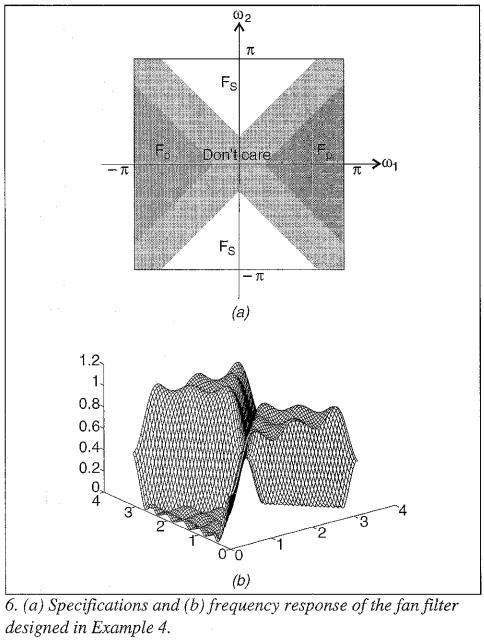 ω2
π
FS
Fp
Don't care
Fp
-π
π
ω1
FS
-π
(a)
1.2
1
0.8
0.6
0.4
0.2
0
4
3
2
1
0
0
1
2
3
4
(b)
6. (a) Specifications and (b) frequency response of the fan filter
designed in Example 4.